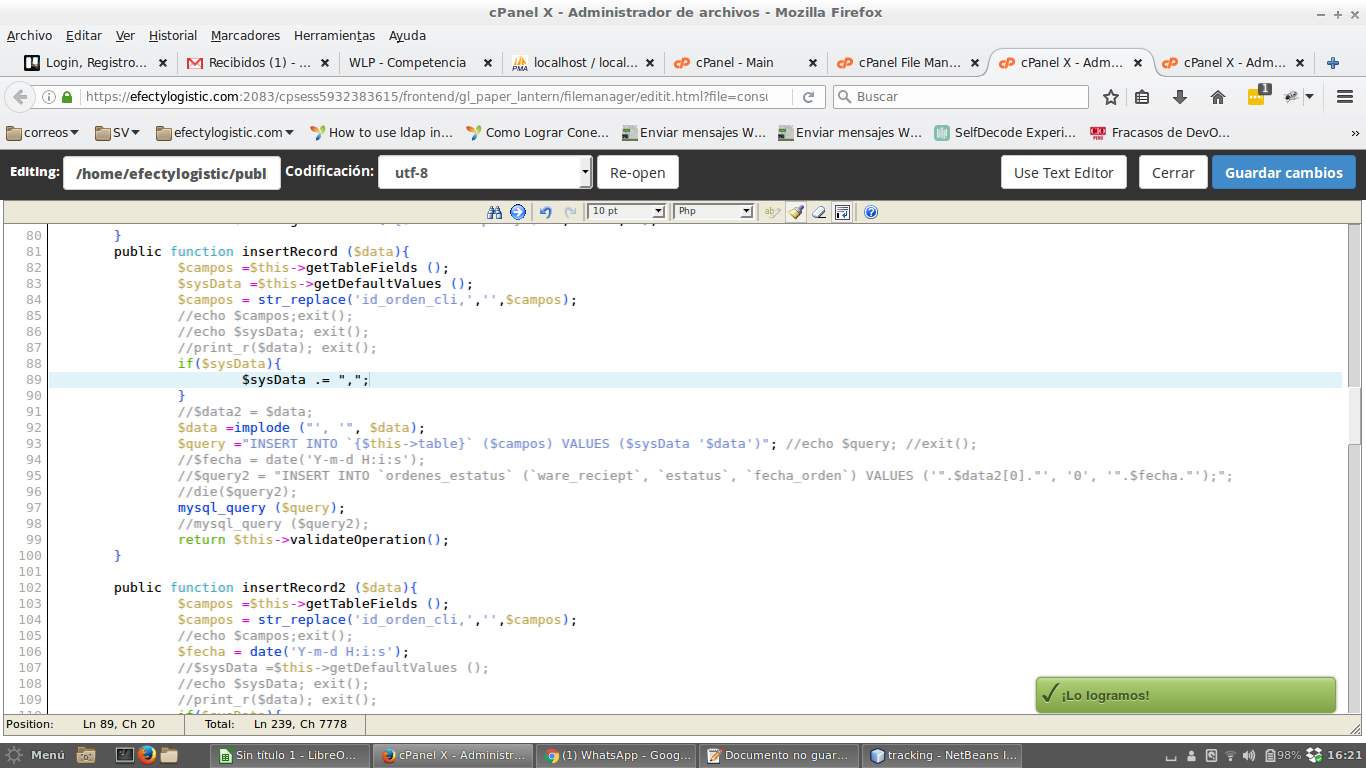 cPanel X - Administrador de archivos - Mozilla Firefox
Archivo Editar Ver Historial Marcadores Herramientas Ayuda
Login, Registro... Recibidos (1) - ... WLP - Competencia localhost / local... cPanel - Main cPanel File Man... cPanel X - Adm... cPanel X - Adm...
https://efectylogistic.com:2083/cpsess5932383615/frontend/gl_paper_lantern/filemanager/editit.html?file=consu Buscar 1
correos SV efectylogistic.com How to use ldap in... Como Lograr Cone... Enviar mensajes W... Enviar mensajes W... SelfDecode Experi... Fracasos de DevO... »
Editing: /home/efectylogistic/publ Codificación: utf-8 Re-open Use Text Editor Cerrar Guardar cambios
10 pt Php
80 }
81 public function insertRecord ($data){
82 $campos =$this->getTableFields ();
83 $sysData =$this->getDefaultValues ();
84 $campos = str_replace('id_orden_cli,','',$campos);
85 //echo $campos;exit();
86 //echo $sysData; exit();
87 //print_r($data); exit();
88 if($sysData){
89 $sysData .= ",";
90 }
91 //$data2 = $data;
92 $data =implode ("', '", $data);
93 $query ="INSERT INTO `{$this->table}` ($campos) VALUES ($sysData '$data')"; //echo $query; //exit();
94 //$fecha = date('Y-m-d H:i:s');
95 //$query2 = "INSERT INTO `ordenes_estatus` (`ware_reciept`, `estatus`, `fecha_orden`) VALUES ('".$data2[0]."', '0', '".$fecha."');";
96 //die($query2);
97 mysql_query ($query);
98 //mysql_query ($query2);
99 return $this->validateOperation();
100 }
101
102 public function insertRecord2 ($data){
103 $campos =$this->getTableFields ();
104 $campos = str_replace('id_orden_cli,','',$campos);
105 //echo $campos;exit();
106 $fecha = date('Y-m-d H:i:s');
107 //$sysData =$this->getDefaultValues ();
108 //echo $sysData; exit();
109 //print_r($data); exit();
¡Lo logramos!
Position: Ln 89, Ch 20 Total: Ln 239, Ch 7778
Menú Sin título 1 - LibreO... cPanel X - Administr... (1) WhatsApp - Goog... Documento no guar... tracking - NetBeans I... 98% 16:21